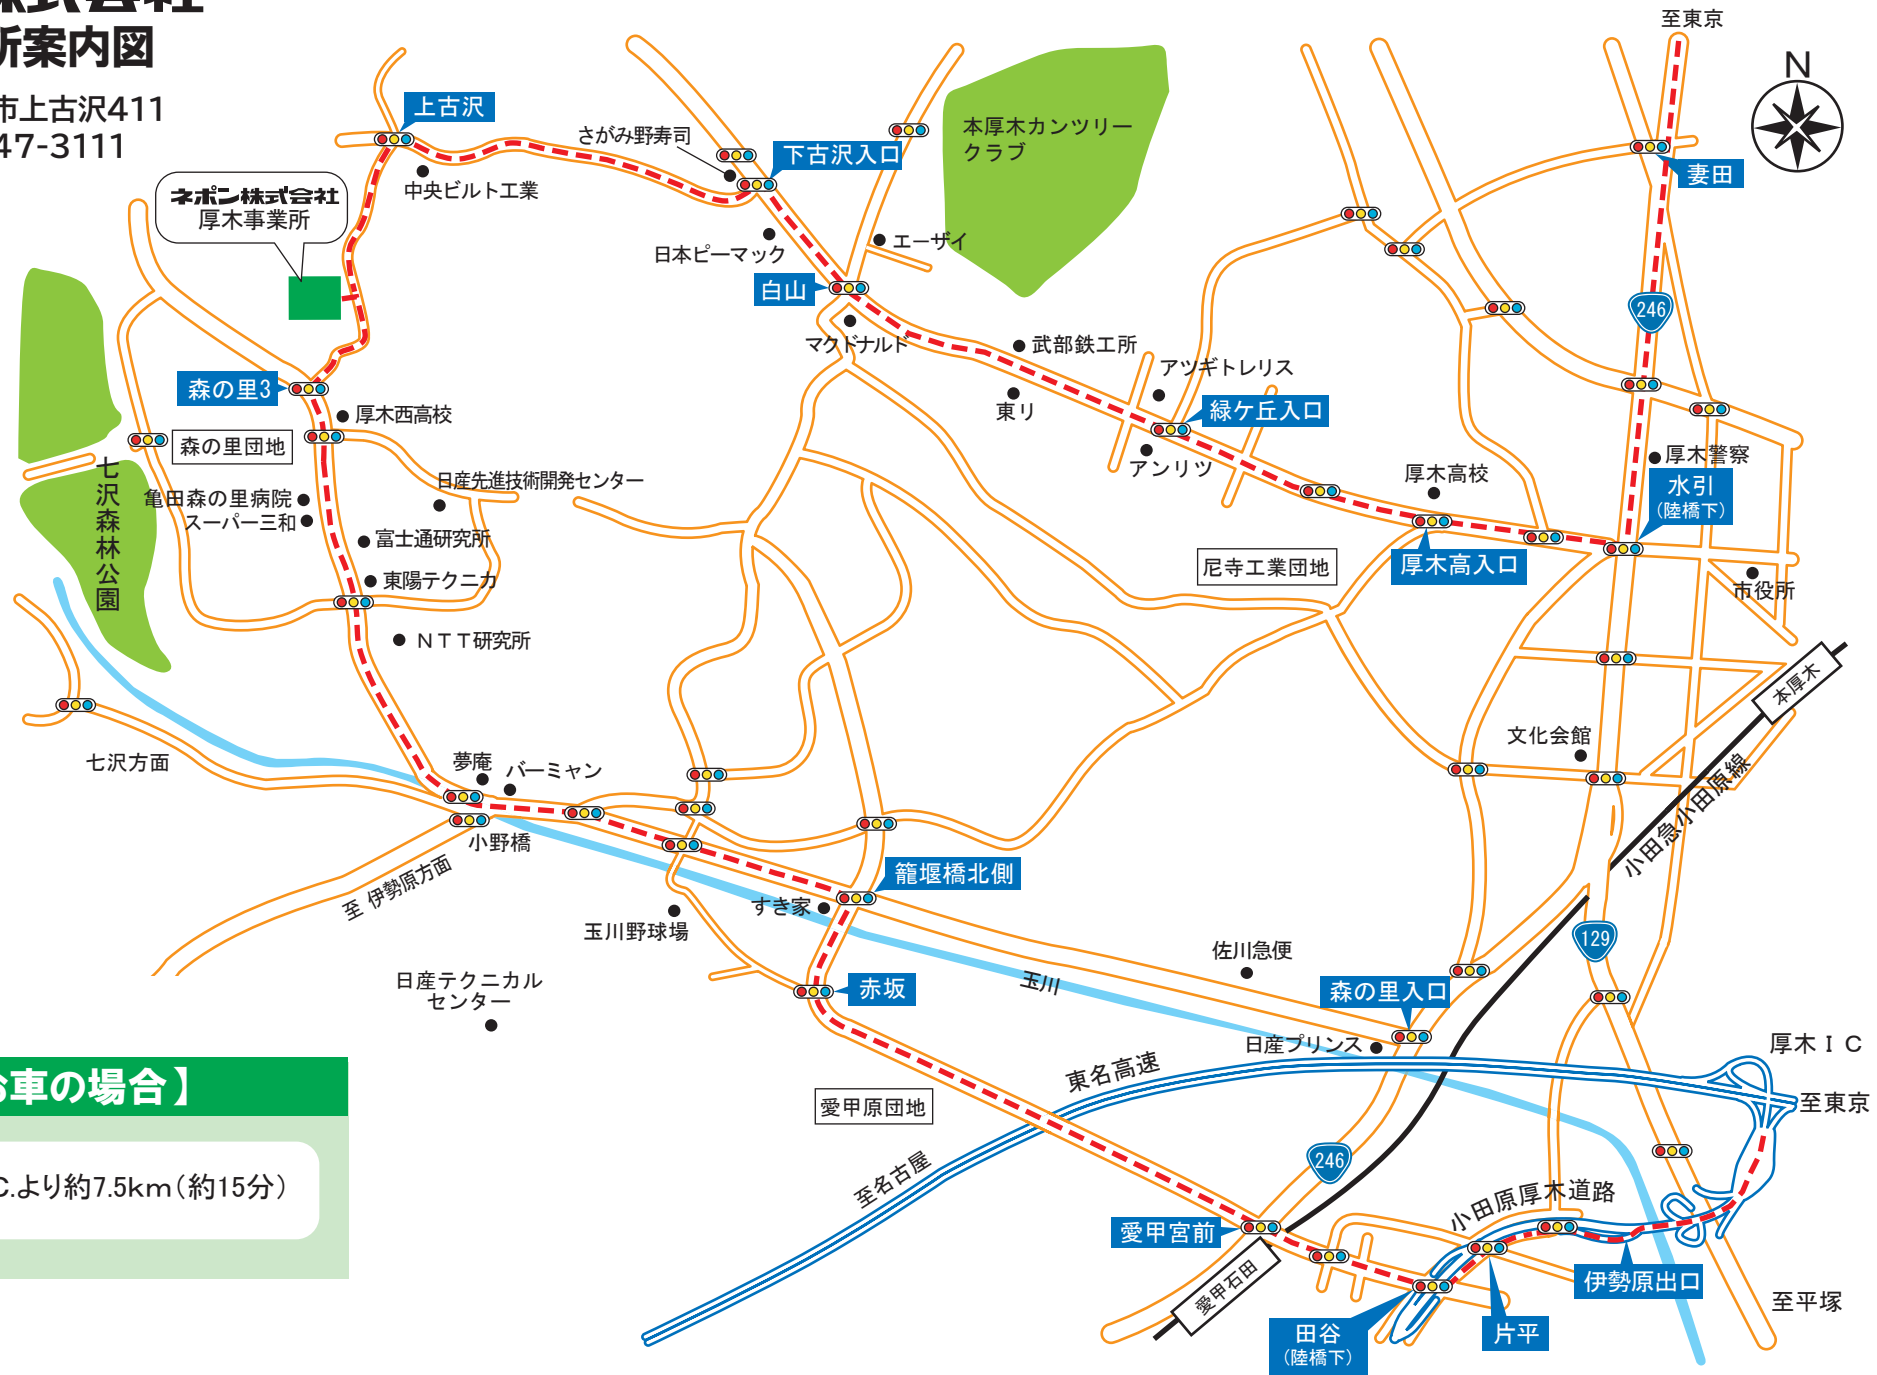 株式会社
所案内図
市上古沢411
47-3111
至東京
N
上古沢
さがみ野寿司
下古沢入口
本厚木カンツリー
クラブ
妻田
中央ビルト工業
ネポン株式会社
厚木事業所
日本ピーマック
エーザイ
白山
246
マクドナルド
武部鉄工所
アツギトレリス
森の里3
厚木西高校
東リ
緑ケ丘入口
森の里団地
厚木警察
アンリツ
厚木高校
水引
(陸橋下)
七沢森林公園
亀田森の里病院
日産先進技術開発センター
スーパー三和
富士通研究所
尼寺工業団地
厚木高入口
東陽テクニカ
市役所
NTT研究所
本厚木
文化会館
七沢方面
夢庵
バーミャン
小田急小田原線
小野橋
至 伊勢原方面
籠堰橋北側
すき家
玉川野球場
129
佐川急便
日産テクニカル
センター
赤坂
玉川
森の里入口
日産プリンス
厚木IC
東名高速
お車の場合】
愛甲原団地
至東京
C.より約7.5km(約15分)
至名古屋
246
小田原厚木道路
愛甲宮前
愛甲石田
伊勢原出口
至平塚
田谷
(陸橋下)
片平